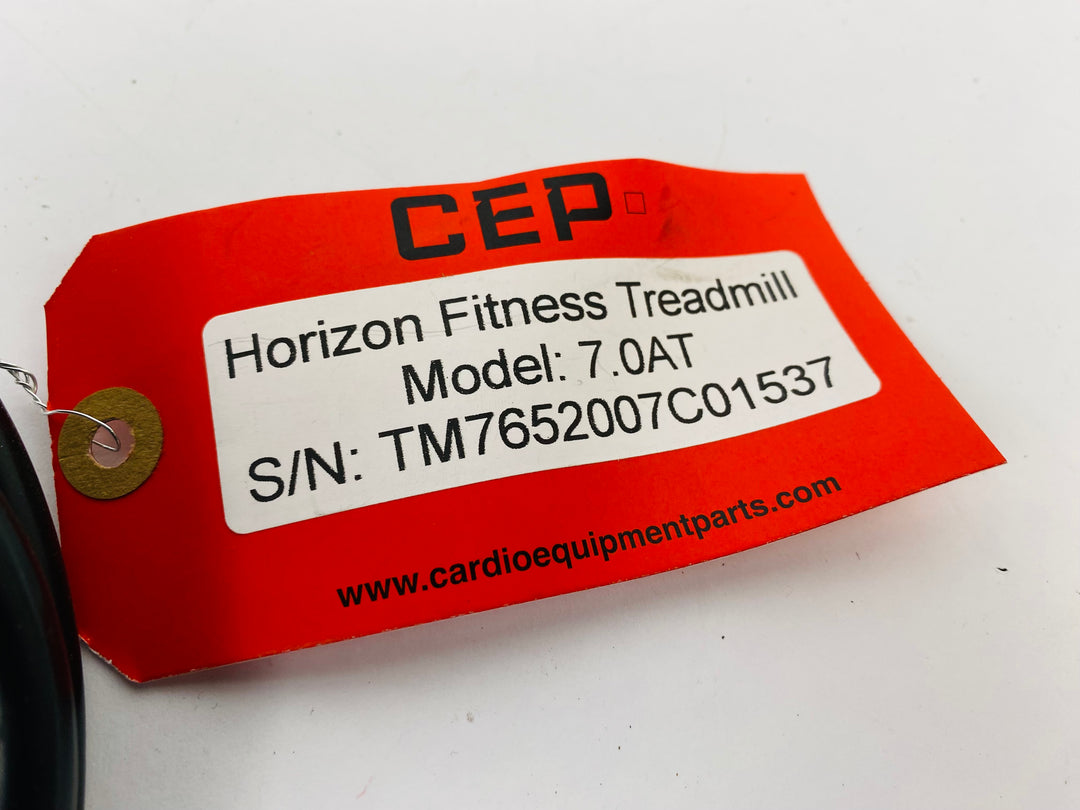 CEP
Horizon Fitness Treadmill
Model: 7.0AT
S/N: TM7652007C01537
www.cardioequipmentparts.com